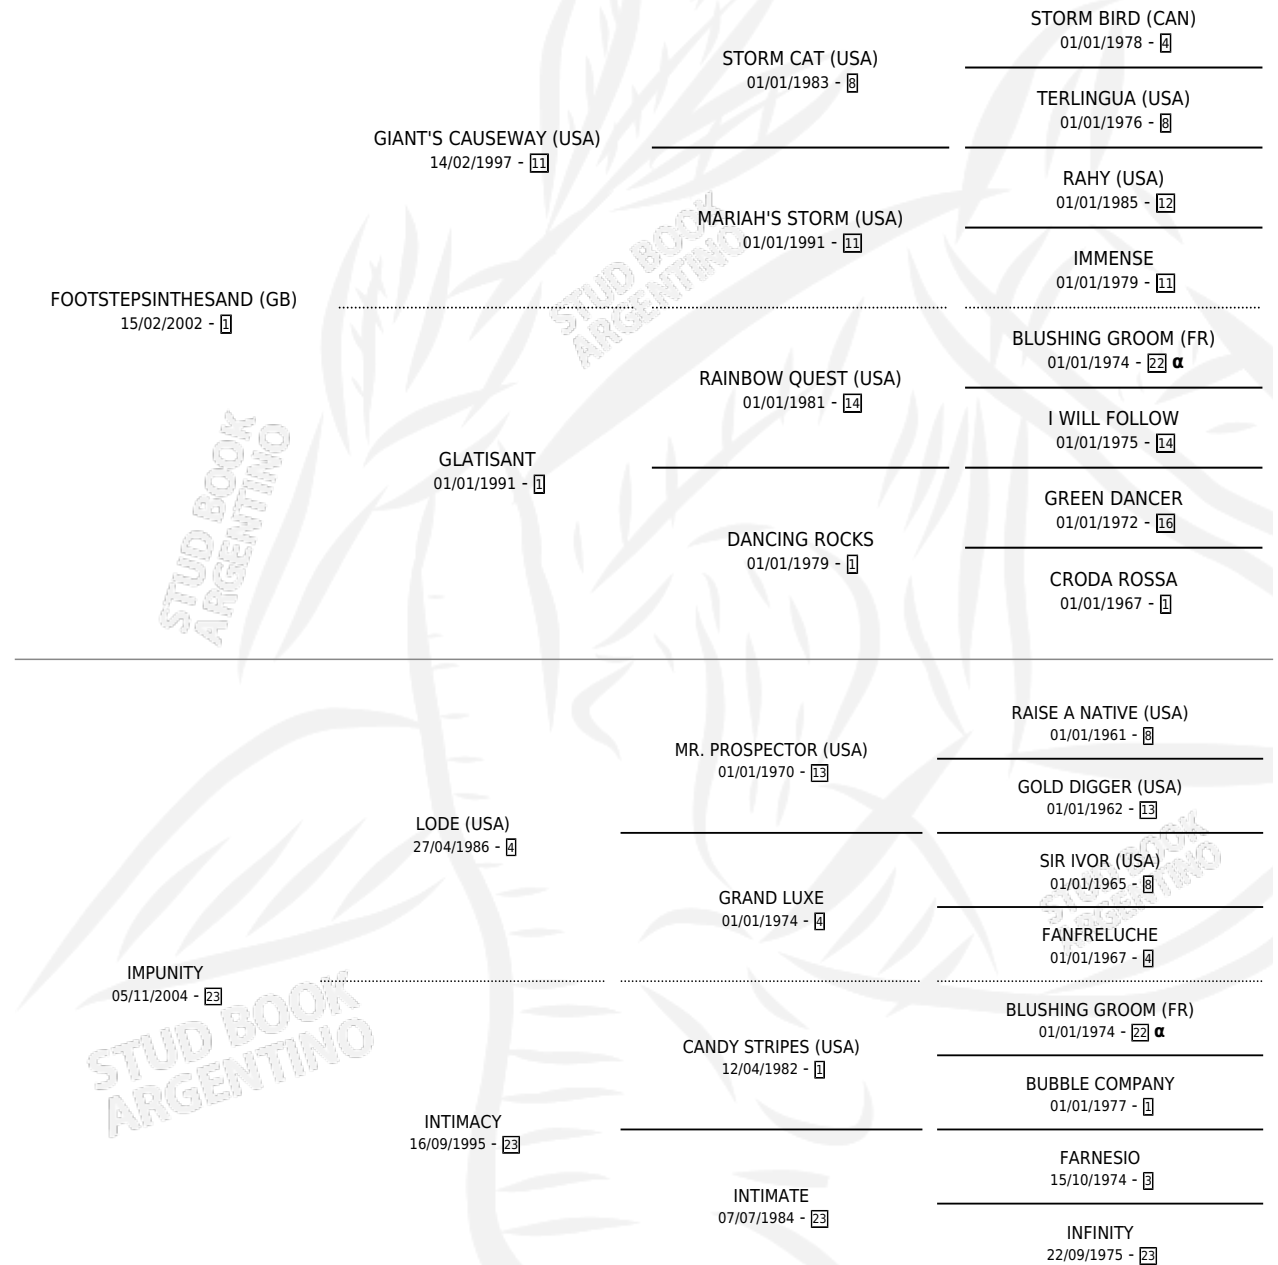 STORM BIRD (CAN)
01/01/1978 - 4
STORM CAT (USA)
01/01/1983 - 8
TERLINGUA (USA)
01/01/1976 - 8
GIANT'S CAUSEWAY (USA)
14/02/1997 - 11
RAHY (USA)
01/01/1985 - 12
MARIAH'S STORM (USA)
01/01/1991 - 11
IMMENSE
01/01/1979 - 11
STUD BOOK
ARGENTINO
FOOTSTEPSINTHESAND (GB)
15/02/2002 - 1
BLUSHING GROOM (FR)
01/01/1974 - 22 α
RAINBOW QUEST (USA)
01/01/1981 - 14
I WILL FOLLOW
01/01/1975 - 14
GLATISANT
01/01/1991 - 1
GREEN DANCER
01/01/1972 - 16
DANCING ROCKS
01/01/1979 - 1
CRODA ROSSA
01/01/1967 - 1
STUD BOOK
ARGENTINO
RAISE A NATIVE (USA)
01/01/1961 - 8
MR. PROSPECTOR (USA)
01/01/1970 - 13
GOLD DIGGER (USA)
01/01/1962 - 13
LODE (USA)
27/04/1986 - 4
SIR IVOR (USA)
01/01/1965 - 8
STUD BOOK
ARGENTINO
GRAND LUXE
01/01/1974 - 4
FANFRELUCHE
01/01/1967 - 4
IMPUNITY
05/11/2004 - 23
STUD BOOK
ARGENTINO
BLUSHING GROOM (FR)
01/01/1974 - 22 α
CANDY STRIPES (USA)
12/04/1982 - 1
BUBBLE COMPANY
01/01/1977 - 1
INTIMACY
16/09/1995 - 23
FARNESIO
15/10/1974 - 3
INTIMATE
07/07/1984 - 23
INFINITY
22/09/1975 - 23